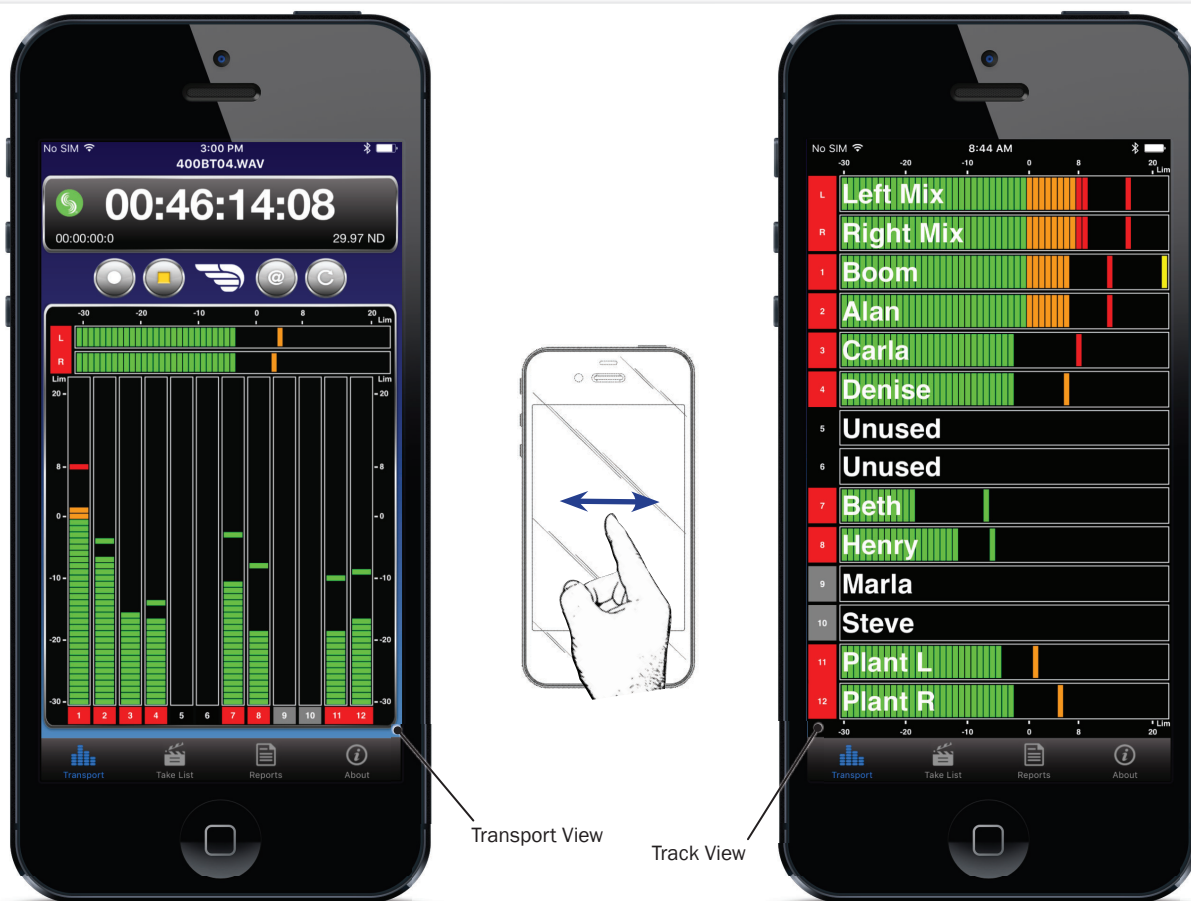 No SIM 3:00 PM
400BT04.WAV
00:46:14:08
00:00:00:0 29.97 ND
@
-30 -20 -10 0 8 20
Lim
L
R
Lim Lim
20 - - 20
8 - - 8
0 - - 0
-10 - - -10
-20 - - -20
-30 - - -30
1 2 3 4 5 6 7 8 9 10 11 12
Transport Take List Reports About
Transport View
No SIM 8:44 AM
-30 -20 -10 0 8 20
Lim
L Left Mix
R Right Mix
1 Boom
2 Alan
3 Carla
4 Denise
5 Unused
6 Unused
7 Beth
8 Henry
9 Marla
10 Steve
11 Plant L
12 Plant R
-30 -20 -10 0 8 20 Lim
Transport Take List Reports About
Track View